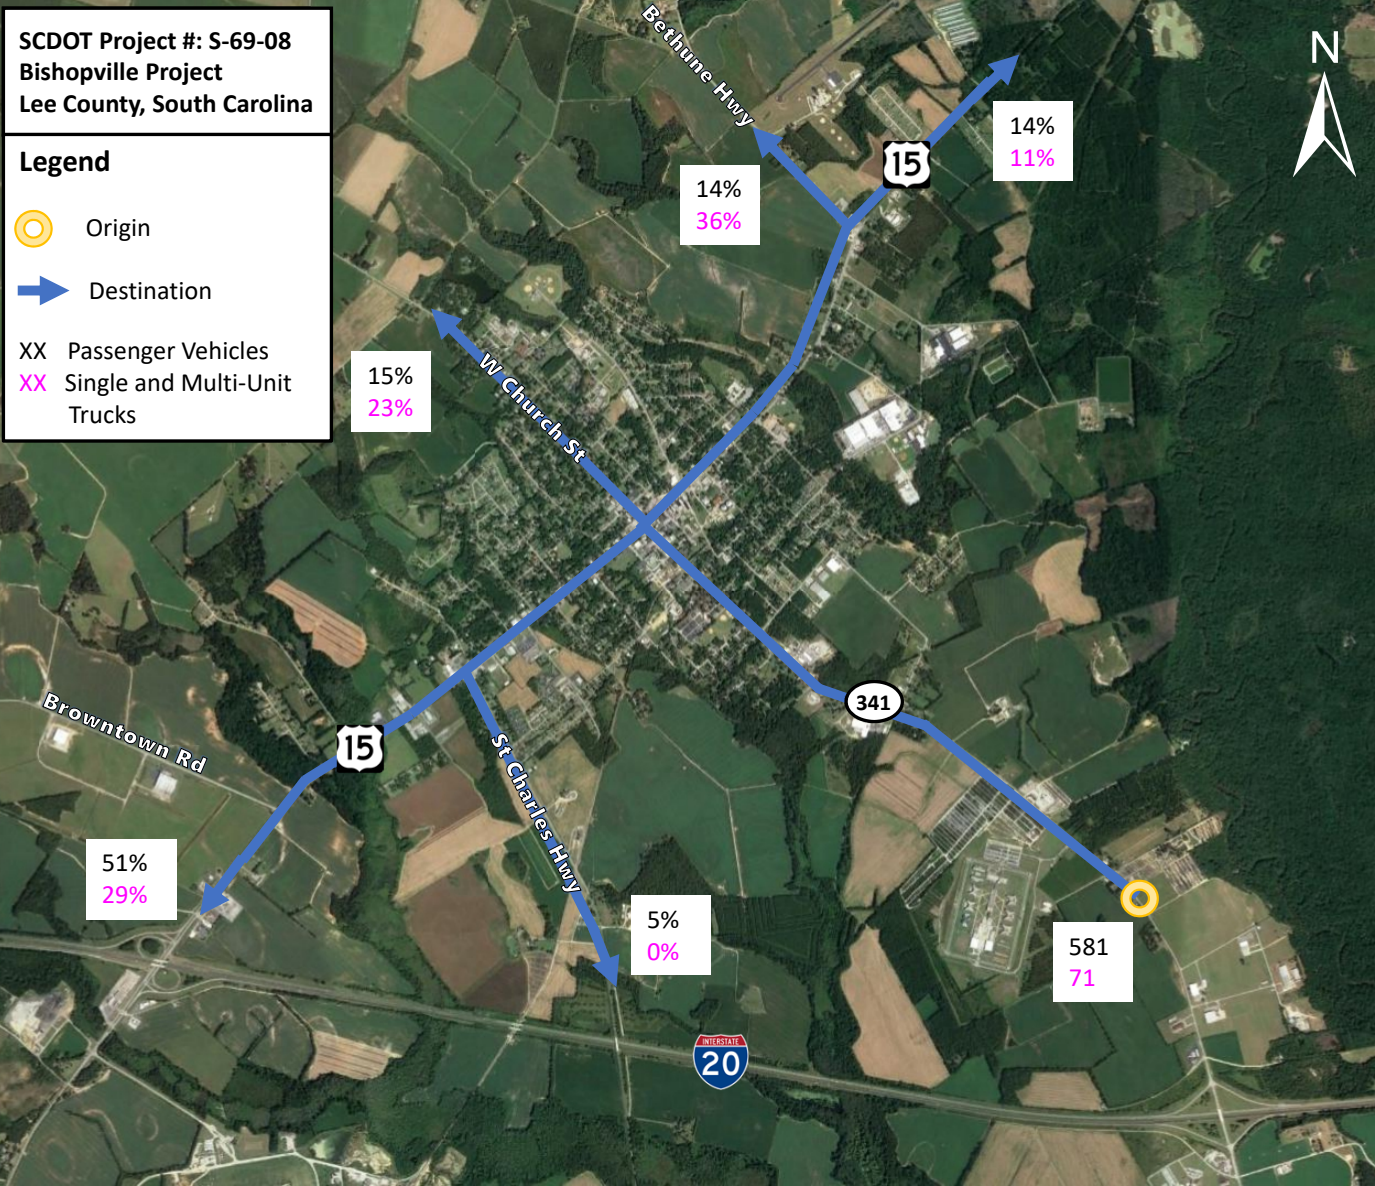 SCDOT Project #: S-69-08
Bishopville Project
Lee County, South Carolina
Legend
Origin
Destination
XX Passenger Vehicles
XX Single and Multi-Unit
Trucks
Bethune Hwy
N
15
14%
11%
14%
36%
15%
23%
W Church St
341
Browntown Rd
15
St Charles Hwy
51%
29%
5%
0%
581
71
INTERSTATE
20